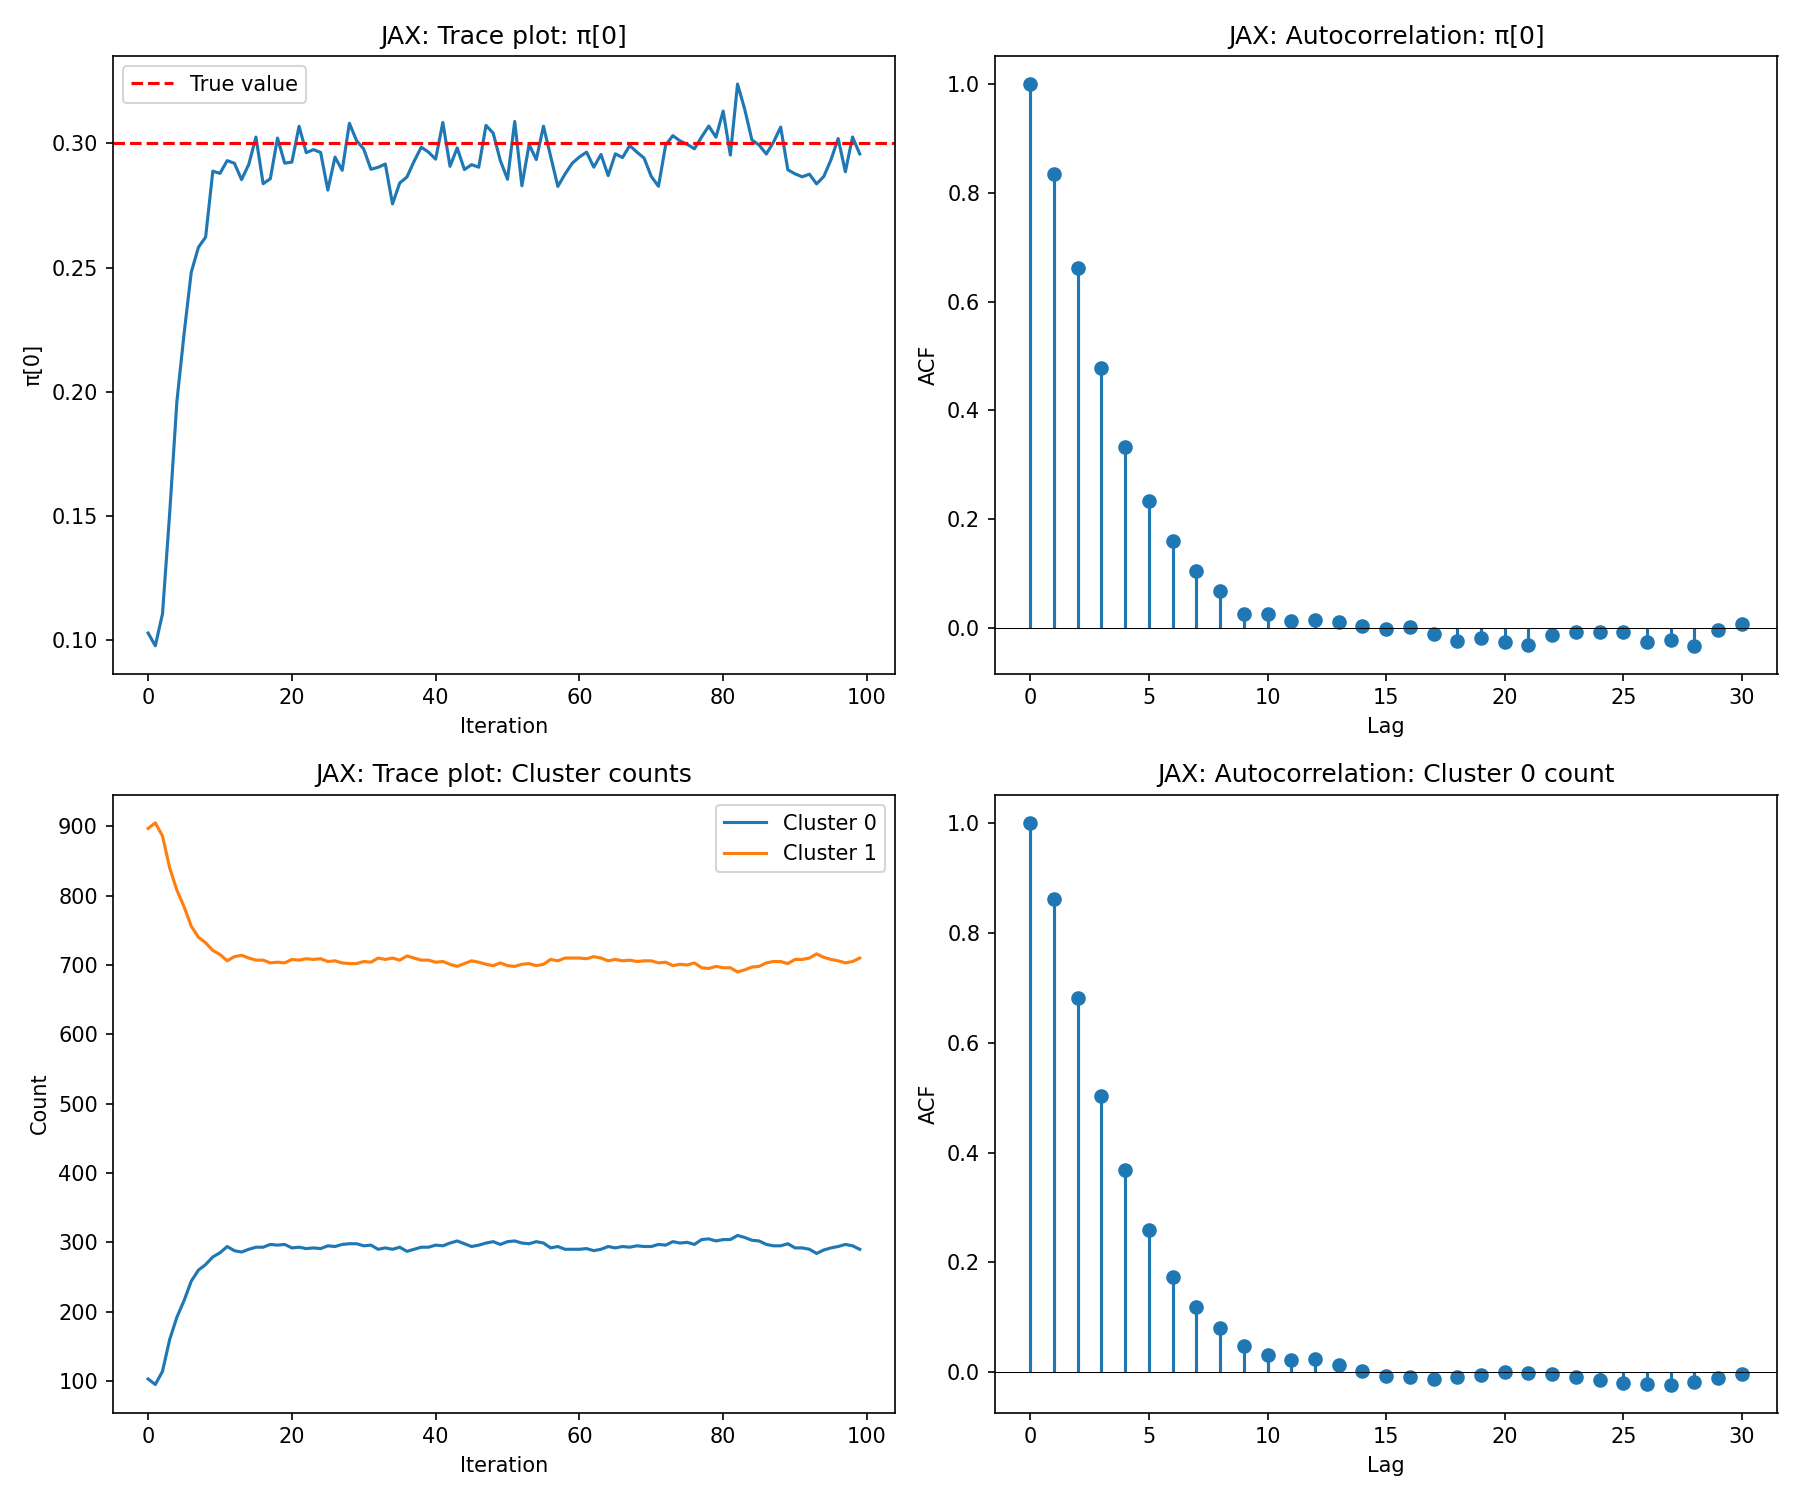 JAX: Trace plot: π[0]
True value
0.30
0.25
0.20
0.15
0.10
π[0]
0 20 40 60 80 100
Iteration
JAX: Autocorrelation: π[0]
1.0
0.8
0.6
0.4
0.2
0.0
ACF
0 5 10 15 20 25 30
Lag
JAX: Trace plot: Cluster counts
Cluster 0
Cluster 1
900
800
700
600
500
400
300
200
100
Count
0 20 40 60 80 100
Iteration
JAX: Autocorrelation: Cluster 0 count
1.0
0.8
0.6
0.4
0.2
0.0
ACF
0 5 10 15 20 25 30
Lag